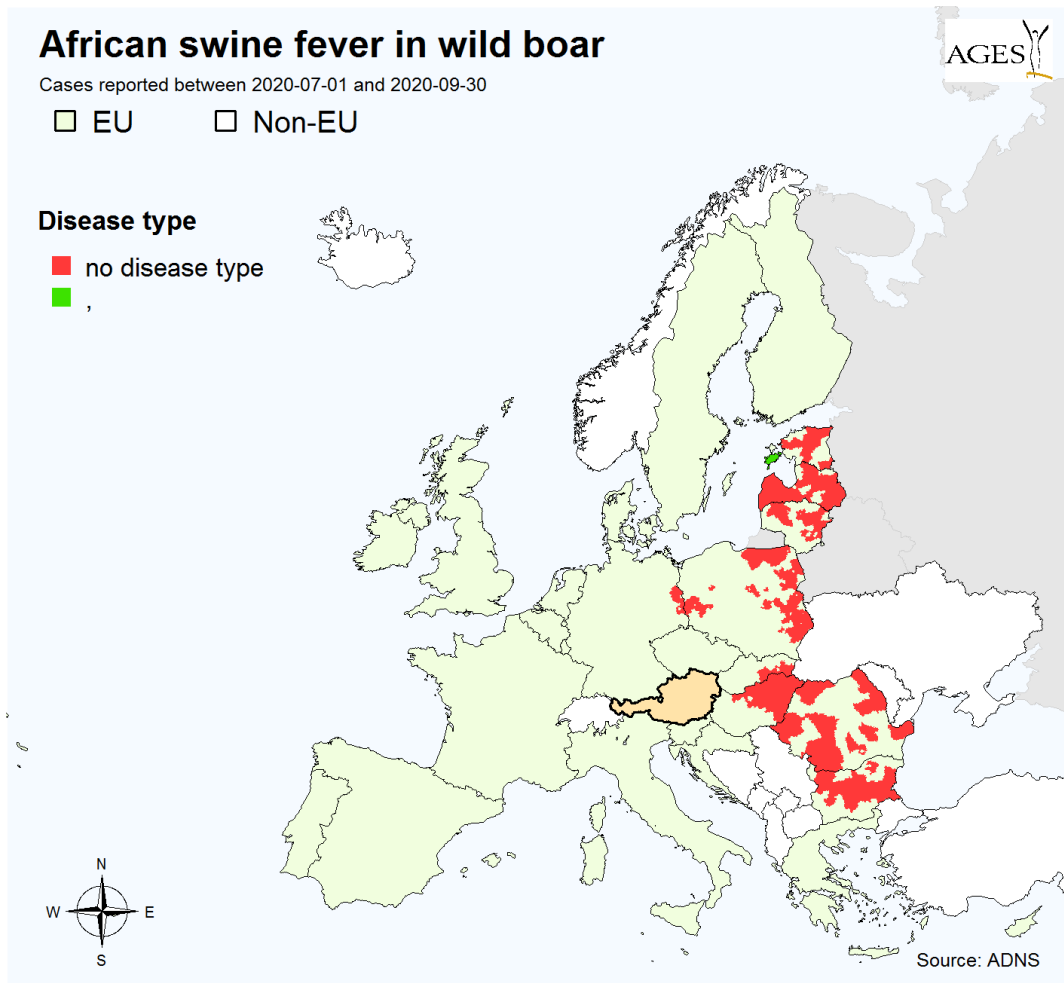 African swine fever in wild boar
Cases reported between 2020-07-01 and 2020-09-30
EU Non-EU
AGES
Disease type
no disease type
,
N
W E
S
Source: ADNS